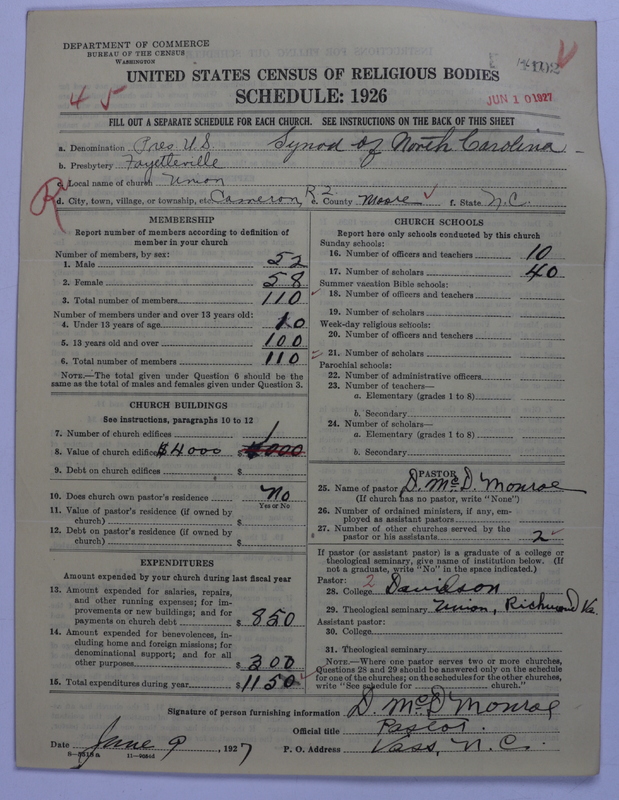 DEPARTMENT OF COMMERCE
BUREAU OF THE CENSUS
WASHINGTON
UNITED STATES CENSUS OF RELIGIOUS BODIES
4 5
SCHEDULE: 1926
JUN 10 1927
FILL OUT A SEPARATE SCHEDULE FOR EACH CHURCH. SEE INSTRUCTIONS ON THE BACK OF THIS SHEET
a. Denomination Pres U.S. Synod of North Carolina
b. Presbytery Fayetteville
c. Local name of church Union
d. City, town, village, or township, etc. Cameron, R 2. County Moore f. State N.C.
R
MEMBERSHIP
Report number of members according to definition of
member in your church
Number of members, by sex:
1. Male 52
2. Female 58
3. Total number of members 110
Number of members under and over 13 years old:
4. Under 13 years of age 10
5. 13 years old and over 100
6. Total number of members 110
NOTE.—The total given under Question 6 should be the
same as the total of males and females given under Question 3.
CHURCH BUILDINGS
See instructions, paragraphs 10 to 12
7. Number of church edifices 1
8. Value of church edifices $4000 $
9. Debt on church edifices $
10. Does church own pastor's residence No
Yes or No
11. Value of pastor's residence (if owned by
church) $
12. Debt on pastor's residence (if owned by
church) $
EXPENDITURES
Amount expended by your church during last fiscal year
13. Amount expended for salaries, repairs,
and other running expenses; for im-
provements or new buildings; and for
payments on church debt $ 850
14. Amount expended for benevolences, in-
cluding home and foreign missions; for
denominational support; and for all
other purposes $ 300
15. Total expenditures during year $ 1150
CHURCH SCHOOLS
Report here only schools conducted by this church
Sunday schools:
16. Number of officers and teachers 10
17. Number of scholars 40
Summer vacation Bible schools:
18. Number of officers and teachers
19. Number of scholars
Week-day religious schools:
20. Number of officers and teachers
21. Number of scholars
Parochial schools:
22. Number of administrative officers
23. Number of teachers—
a. Elementary (grades 1 to 8)
b. Secondary
24. Number of scholars—
a. Elementary (grades 1 to 8)
b. Secondary
PASTOR
25. Name of pastor D. McD. Monroe
(If church has no pastor, write "None")
26. Number of ordained ministers, if any, em-
ployed as assistant pastors
27. Number of other churches served by the
pastor or his assistants 2
If pastor (or assistant pastor) is a graduate of a college or
theological seminary, give name of institution below. (If
not a graduate, write "No" in the space indicated.)
Pastor: 2
28. College Davidson
29. Theological seminary Union, Richmond Va.
Assistant pastor:
30. College
31. Theological seminary
NOTE.—Where one pastor serves two or more churches,
Questions 28 and 29 should be answered only on the schedule
for one of the churches; on the schedules for the other churches,
write "See schedule for church."
Signature of person furnishing information D. McD Monroe
Official title Pastor.
Date June 9, 1927 P. O. Address Vass, N.C.